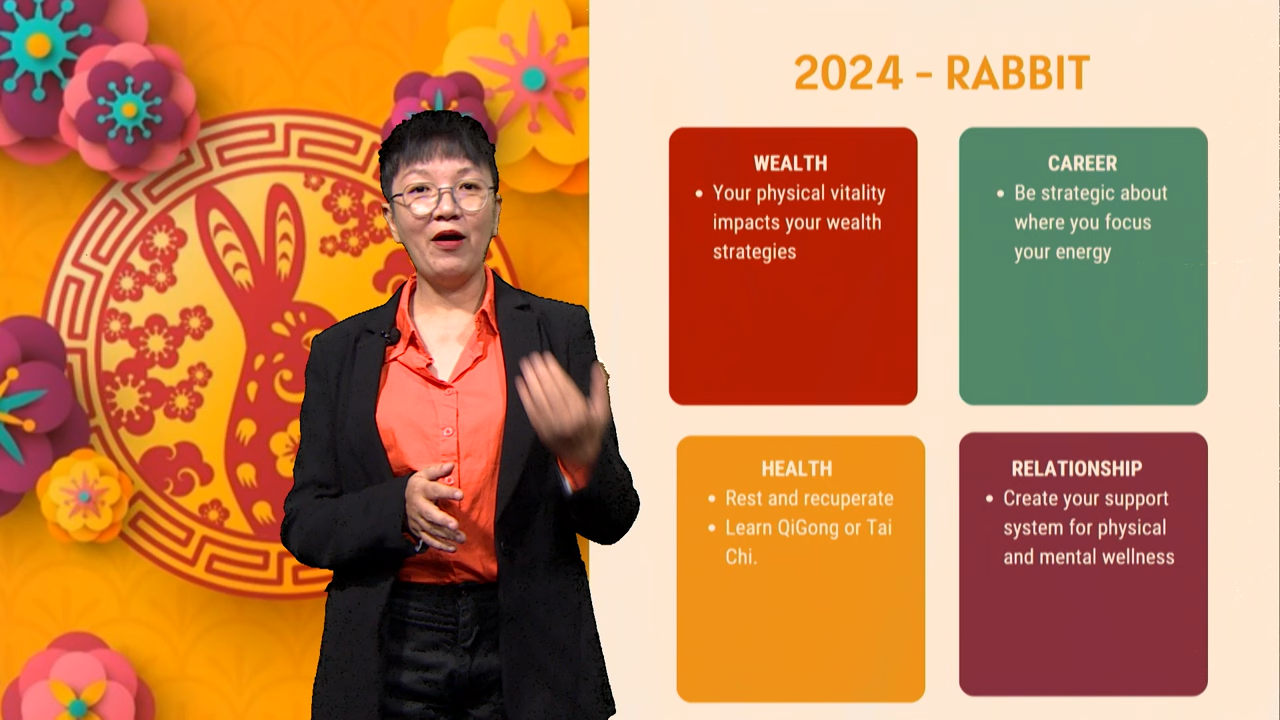 2024 - RABBIT
WEALTH
• Your physical vitality
impacts your wealth
strategies
CAREER
• Be strategic about
where you focus
your energy
HEALTH
• Rest and recuperate
• Learn QiGong or Tai
Chi.
RELATIONSHIP
• Create your support
system for physical
and mental wellness